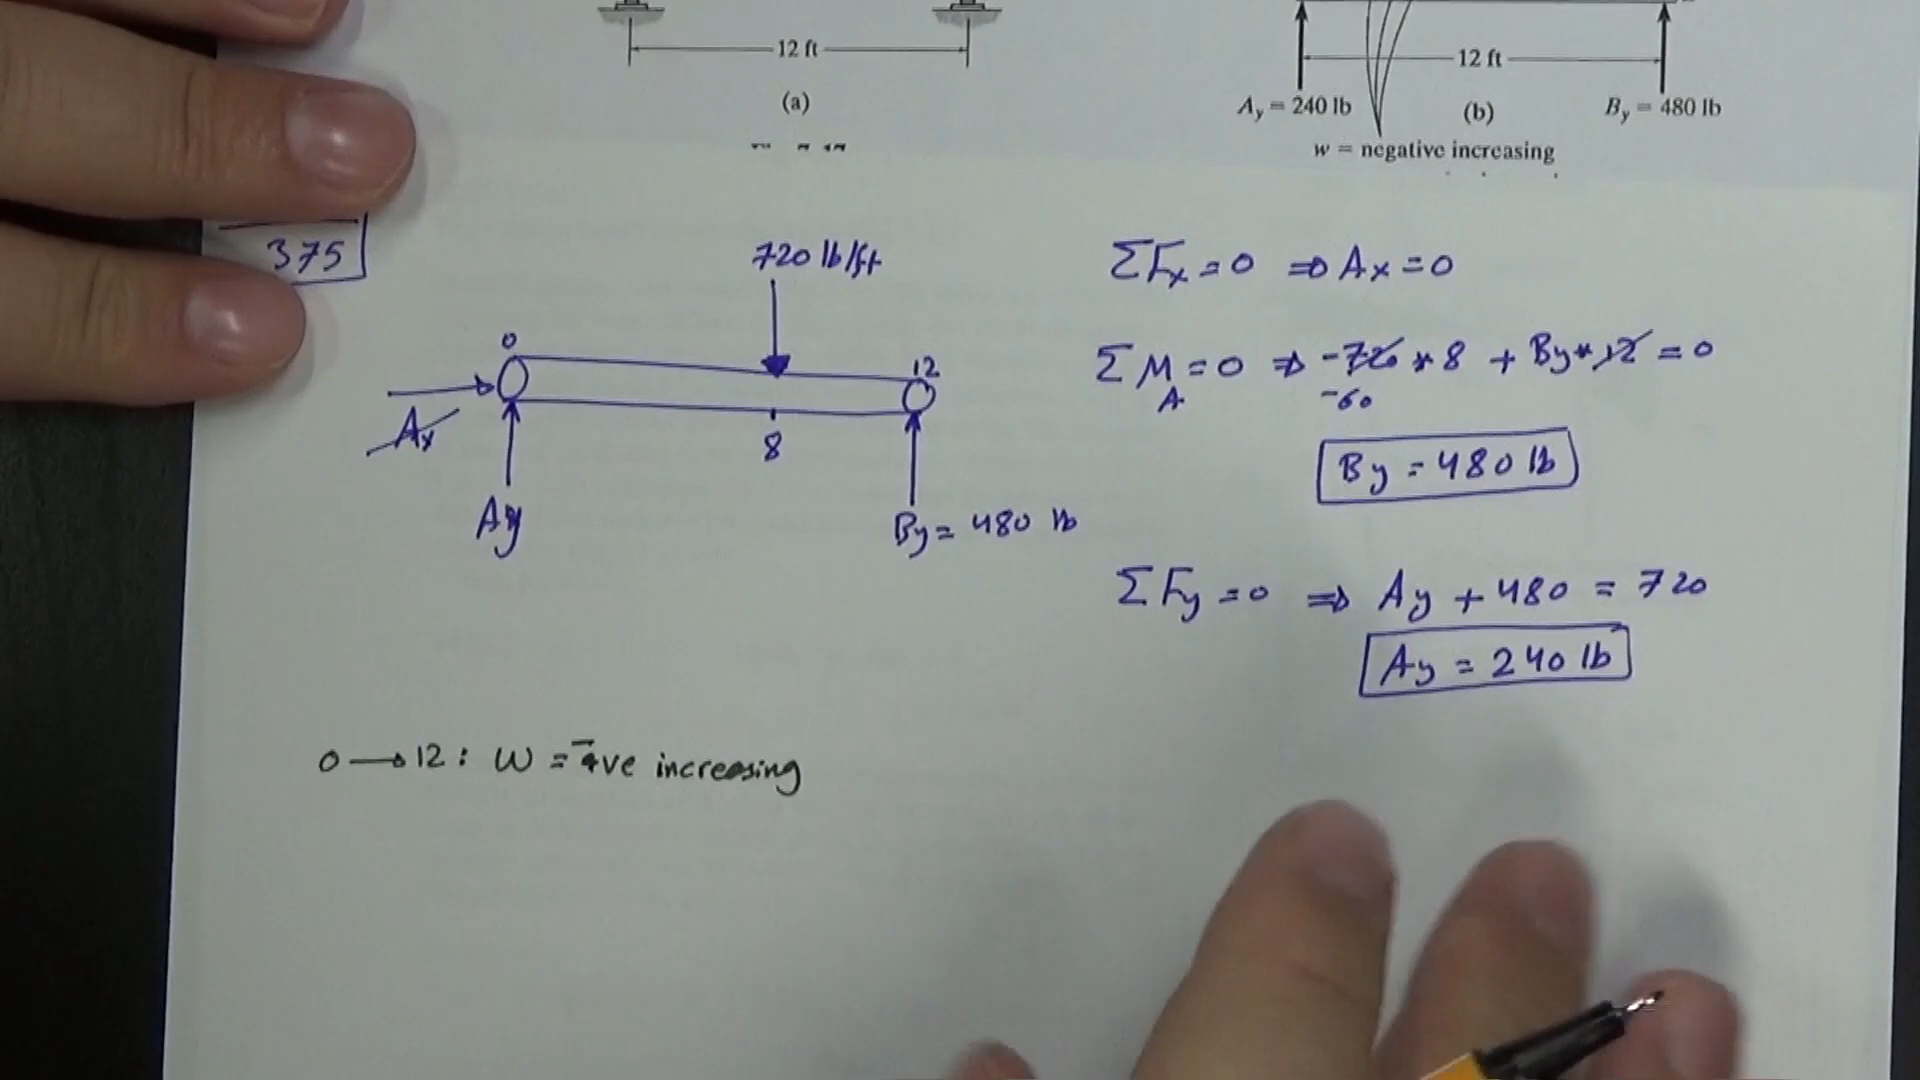 12 ft
(a)
12 ft
Ay = 240 lb
(b)
By = 480 lb
w = negative increasing
375
720 lb/ft
0
12
Ax
8
Ay
By = 480 lb
ΣFx = 0 ⇒ Ax = 0
ΣMA = 0 ⇒ -720 * 8 + By * 12 = 0
-60
By = 480 lb
ΣFy = 0 ⇒ Ay + 480 = 720
Ay = 240 lb
0 → 12 : w = -ve increasing